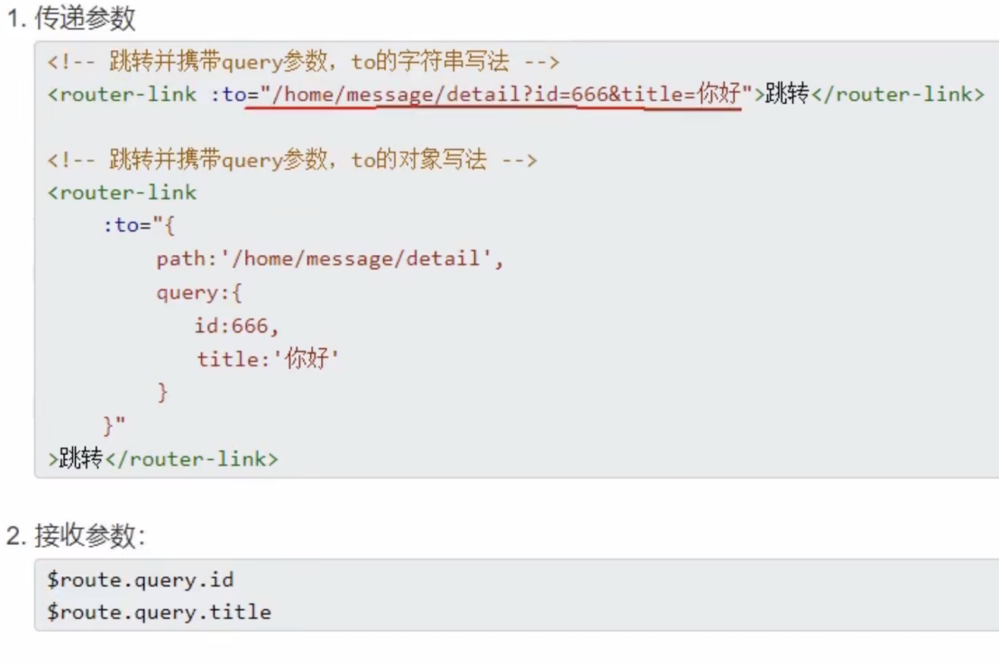 1. 传递参数
<!-- 跳转并携带query参数，to的字符串写法 -->
<router-link :to="/home/message/detail?id=666&title=你好">跳转</router-link>
<!-- 跳转并携带query参数，to的对象写法 -->
<router-link
:to="{
path:'/home/message/detail',
query:{
id:666,
title:'你好'
}
}"
>跳转</router-link>
2. 接收参数：
$route.query.id
$route.query.title